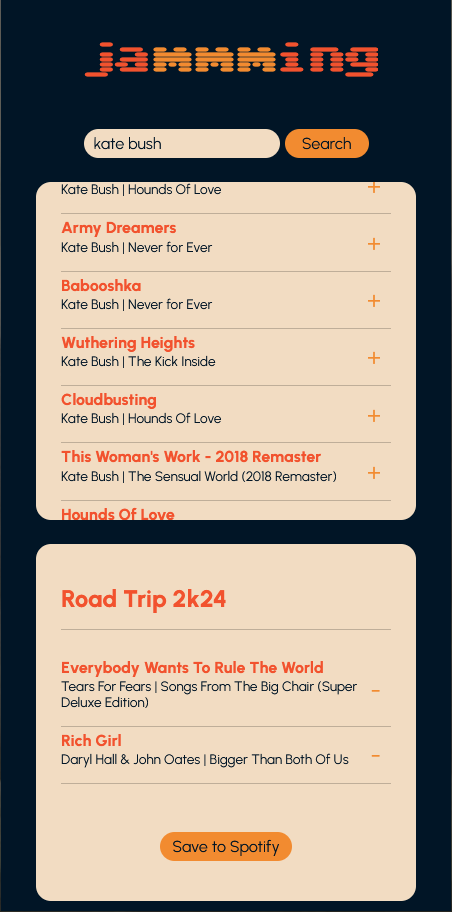 jammming
kate bush
Search
Kate Bush | Hounds Of Love
+
Army Dreamers
Kate Bush | Never for Ever
+
Babooshka
Kate Bush | Never for Ever
+
Wuthering Heights
Kate Bush | The Kick Inside
+
Cloudbusting
Kate Bush | Hounds Of Love
+
This Woman's Work - 2018 Remaster
Kate Bush | The Sensual World (2018 Remaster)
+
Hounds Of Love
Road Trip 2k24
Everybody Wants To Rule The World
Tears For Fears | Songs From The Big Chair (Super
Deluxe Edition)
-
Rich Girl
Daryl Hall & John Oates | Bigger Than Both Of Us
-
Save to Spotify